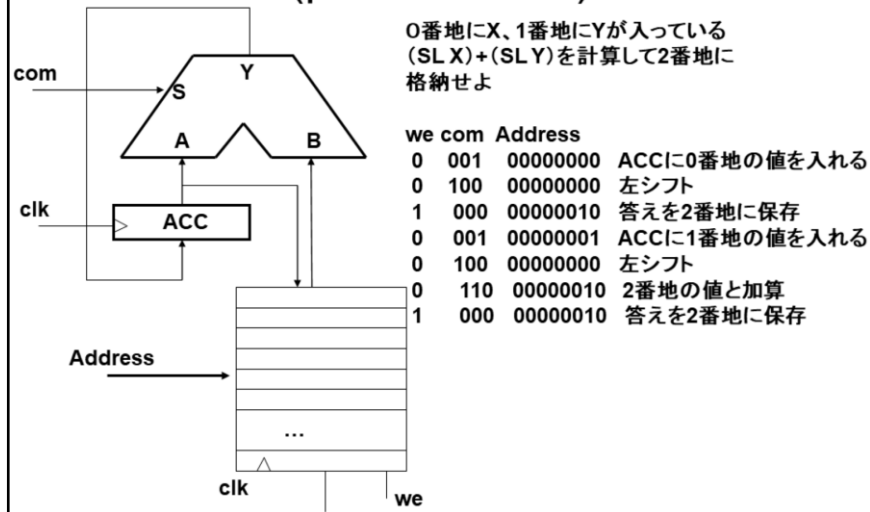 0番地にX、1番地にYが入っている
(SL X)+(SL Y)を計算して2番地に
格納せよ
com
S
Y
A
B
clk
ACC
we com Address
0 001 00000000 ACCに0番地の値を入れる
0 100 00000000 左シフト
1 000 00000010 答えを2番地に保存
0 001 00000001 ACCに1番地の値を入れる
0 100 00000000 左シフト
0 110 00000010 2番地の値と加算
1 000 00000010 答えを2番地に保存
Address
...
clk
we